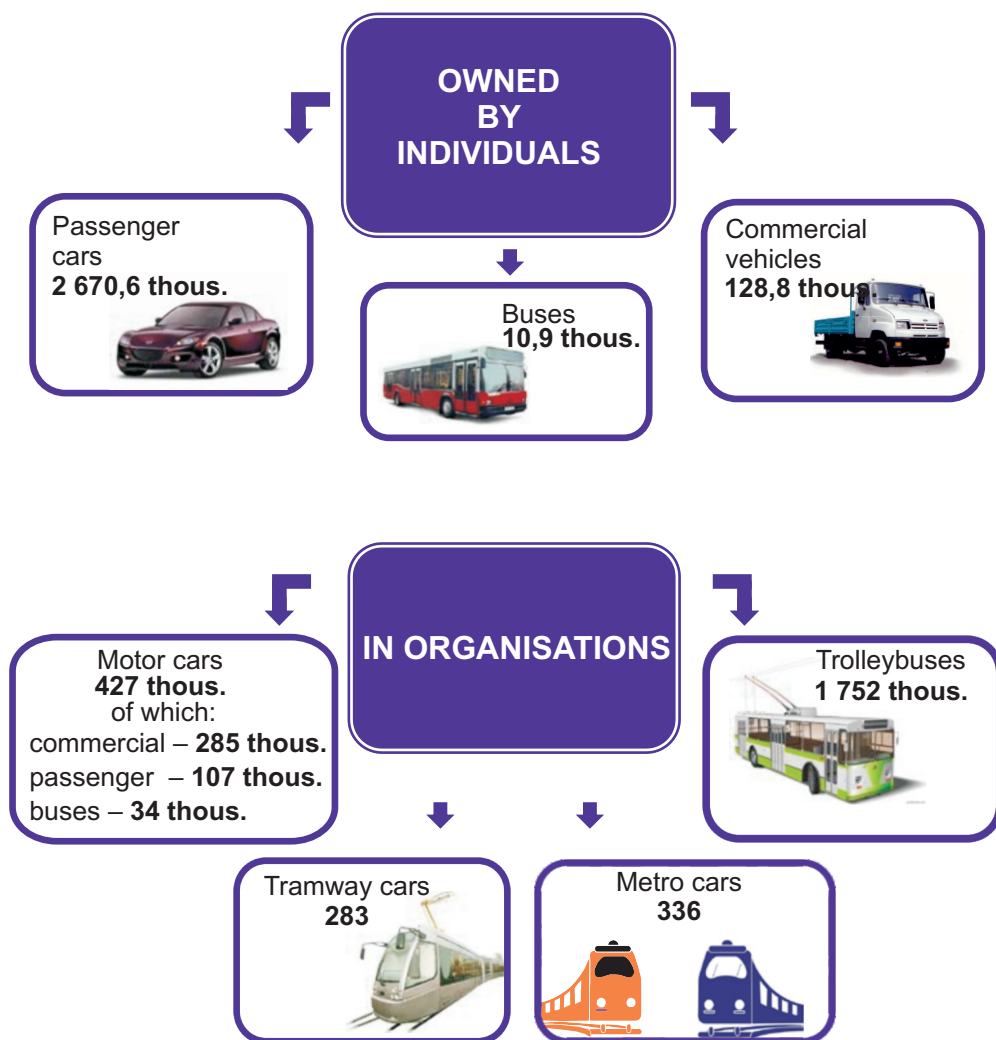 OWNED
BY
INDIVIDUALS
Passenger
cars
2 670,6 thous.
Buses
10,9 thous.
Commercial
vehicles
128,8 thous
IN ORGANISATIONS
Motor cars
427 thous.
of which:
commercial – 285 thous.
passenger – 107 thous.
buses – 34 thous.
Trolleybuses
1 752 thous.
Tramway cars
283
Metro cars
336